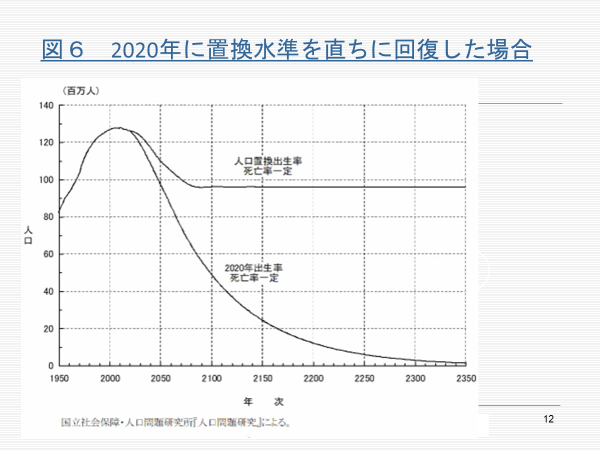 図６　2020年に置換水準を直ちに回復した場合
（百万人）
140
120
100
80
60
40
20
0
人口
人口置換出生率
死亡率一定
2020年出生率
死亡率一定
1950 2000 2050 2100 2150 2200 2250 2300 2350
年　次
国立社会保障・人口問題研究所『人口問題研究』による。
12